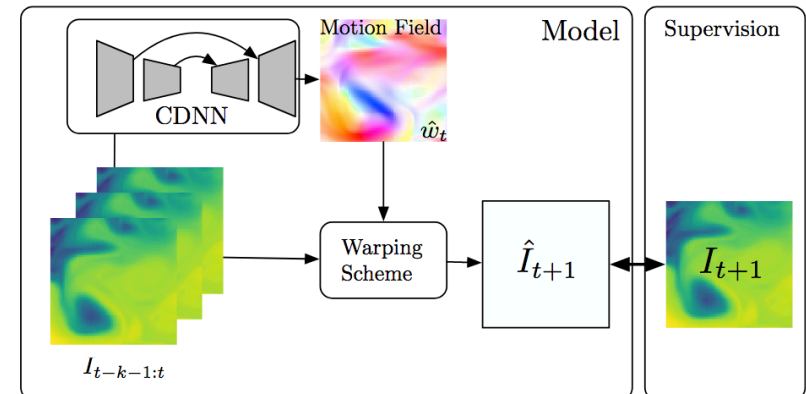 Motion Field
Model
Supervision
CDNN
ŵ_t
Warping
Scheme
Î_{t+1}
I_{t+1}
I_{t−k−1:t}